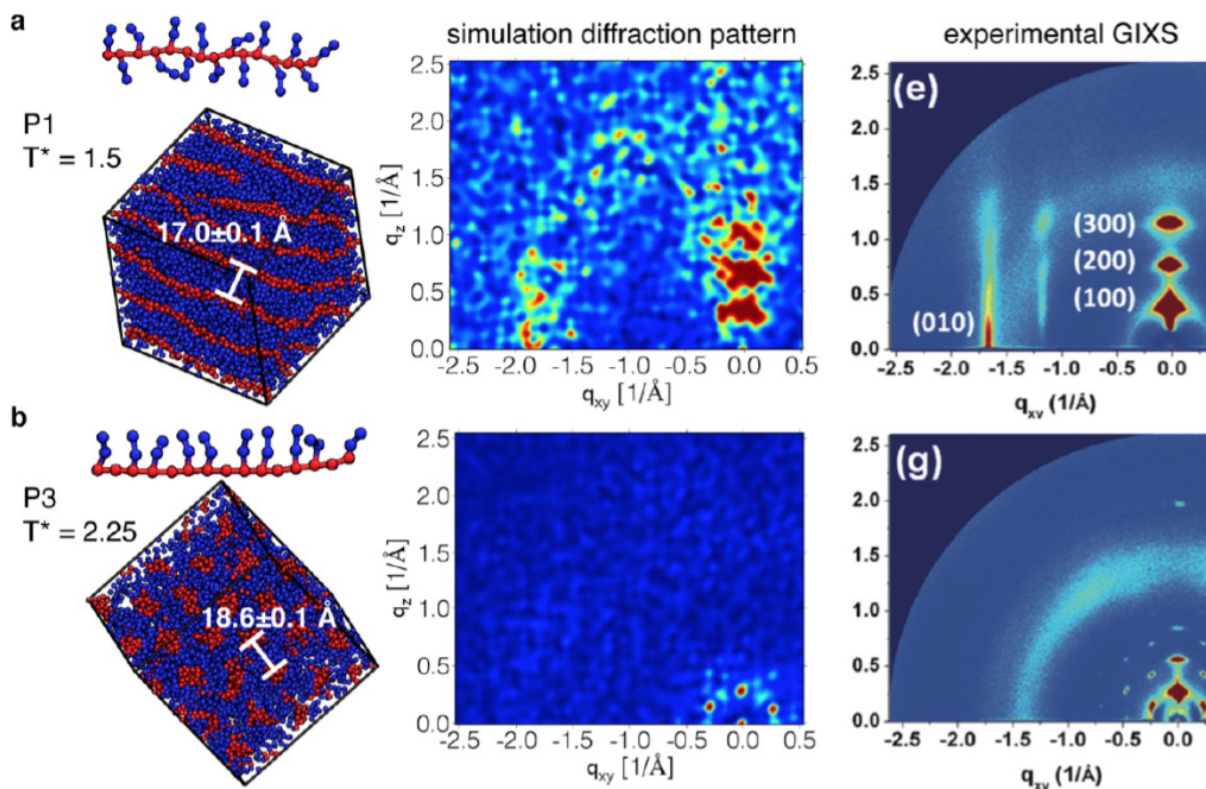 a
P1
T* = 1.5
17.0±0.1 Å
simulation diffraction pattern
2.5
2.0
1.5
1.0
0.5
0.0
q_z [1/Å]
-2.5 -2.0 -1.5 -1.0 -0.5 0.0 0.5
q_xy [1/Å]
experimental GIXS
(e)
2.5
2.0
1.5
1.0
0.5
0.0
(300)
(200)
(100)
(010)
-2.5 -2.0 -1.5 -1.0 -0.5 0.0
q_xy (1/Å)
b
P3
T* = 2.25
18.6±0.1 Å
2.5
2.0
1.5
1.0
0.5
0.0
q_z [1/Å]
-2.5 -2.0 -1.5 -1.0 -0.5 0.0 0.5
q_xy [1/Å]
(g)
2.5
2.0
1.5
1.0
0.5
0.0
-2.5 -2.0 -1.5 -1.0 -0.5 0.0
q_xy (1/Å)